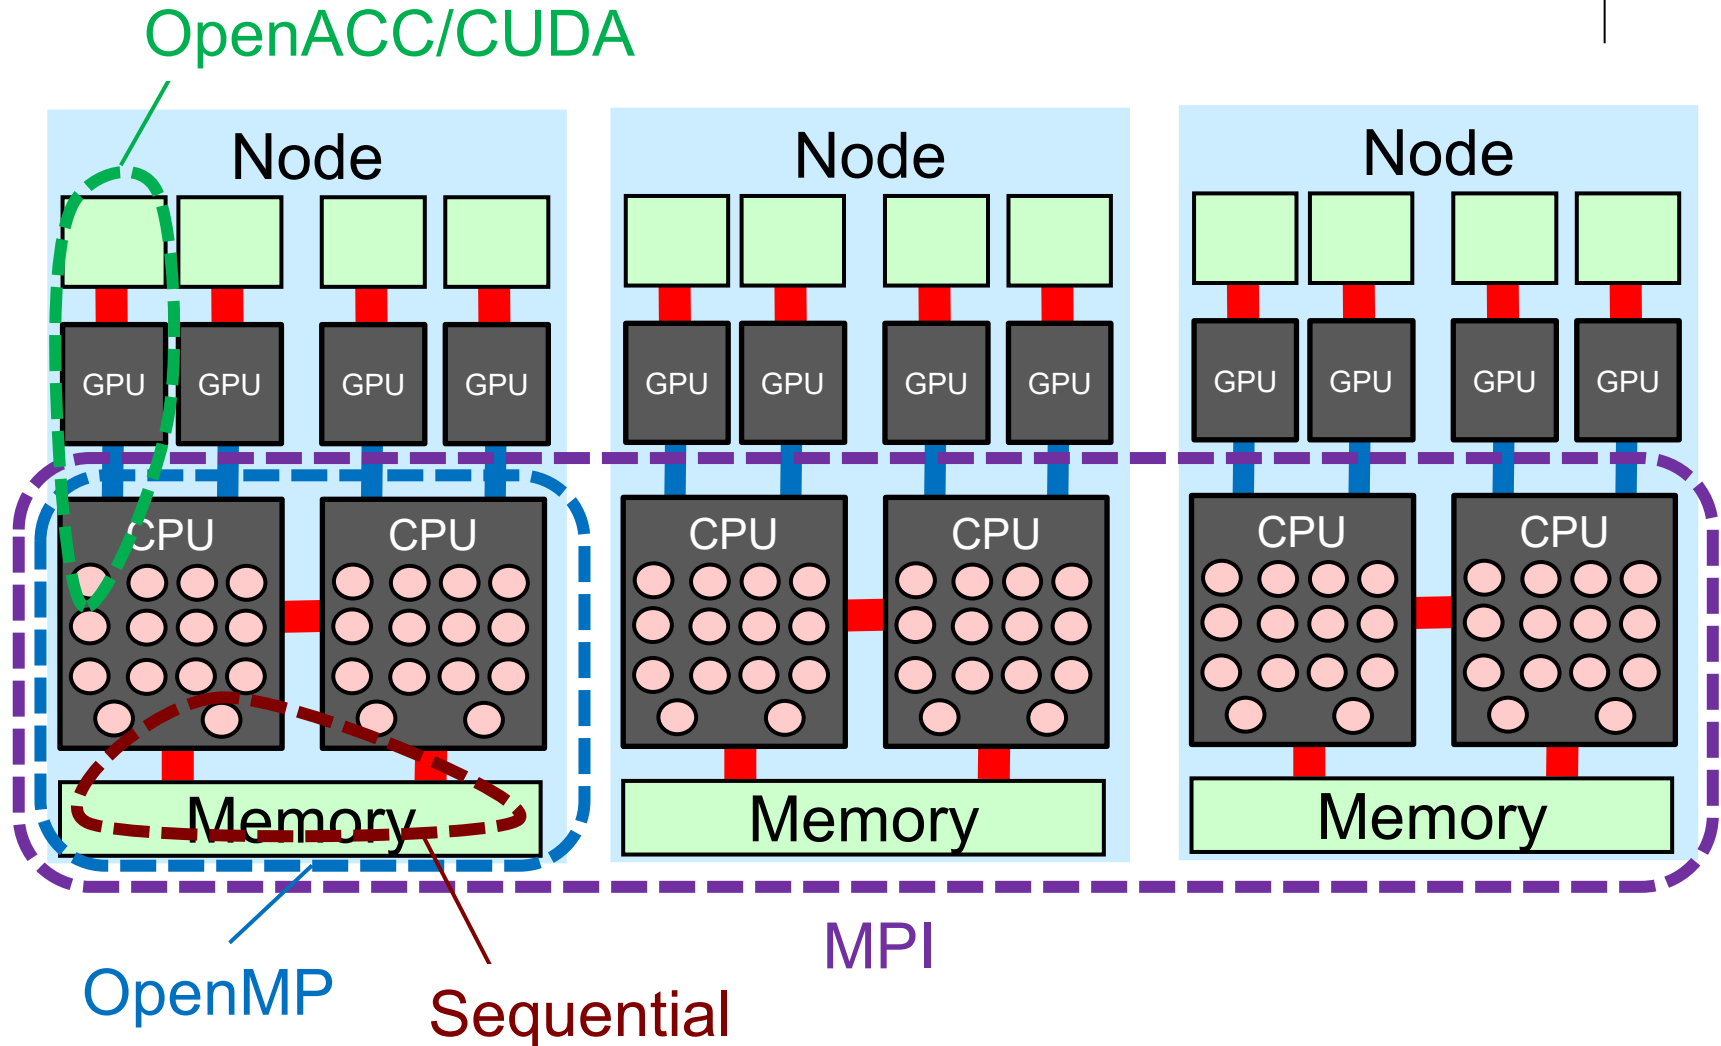 OpenACC/CUDA
Node
Node
Node
GPU GPU GPU GPU
GPU GPU GPU GPU
GPU GPU GPU GPU
CPU CPU
CPU CPU
CPU CPU
Memory
Memory
Memory
MPI
OpenMP
Sequential